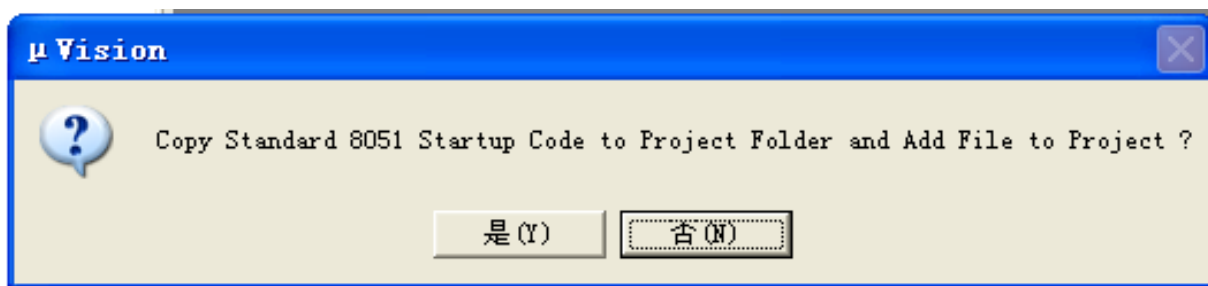 μVision
Copy Standard 8051 Startup Code to Project Folder and Add File to Project ?
是(Y)
否(N)